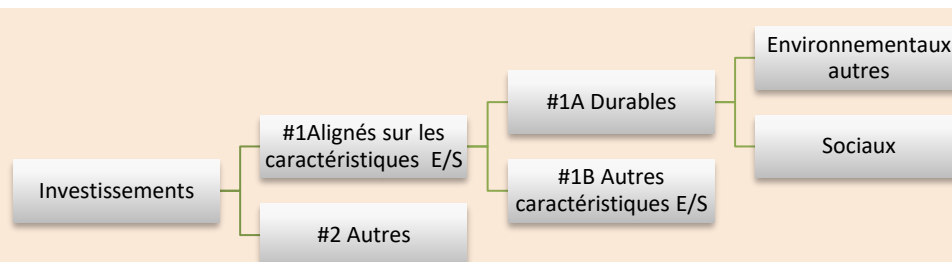 Investissements
#1Alignés sur les
caractéristiques E/S
#2 Autres
#1A Durables
#1B Autres
caractéristiques E/S
Environnementaux
autres
Sociaux